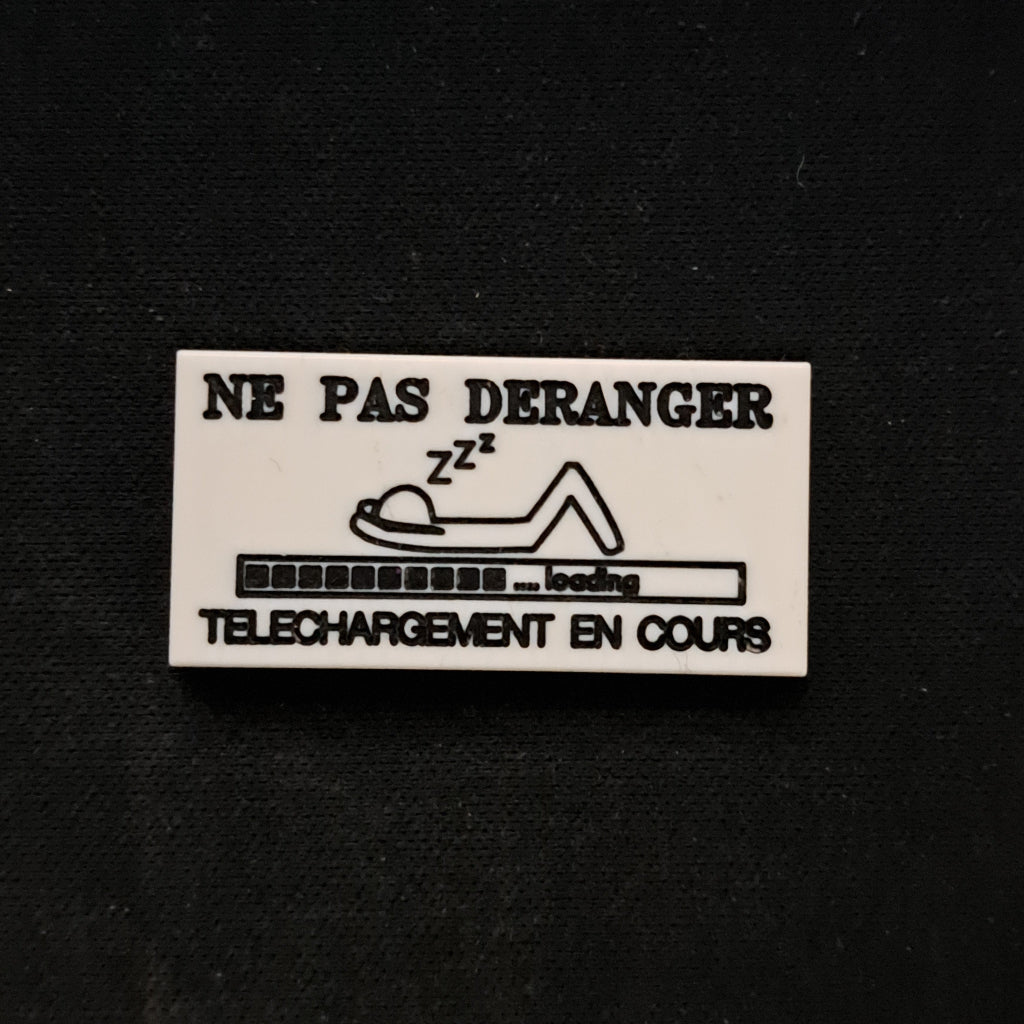 NE PAS DERANGER
zzz
.... loading
TELECHARGEMENT EN COURS